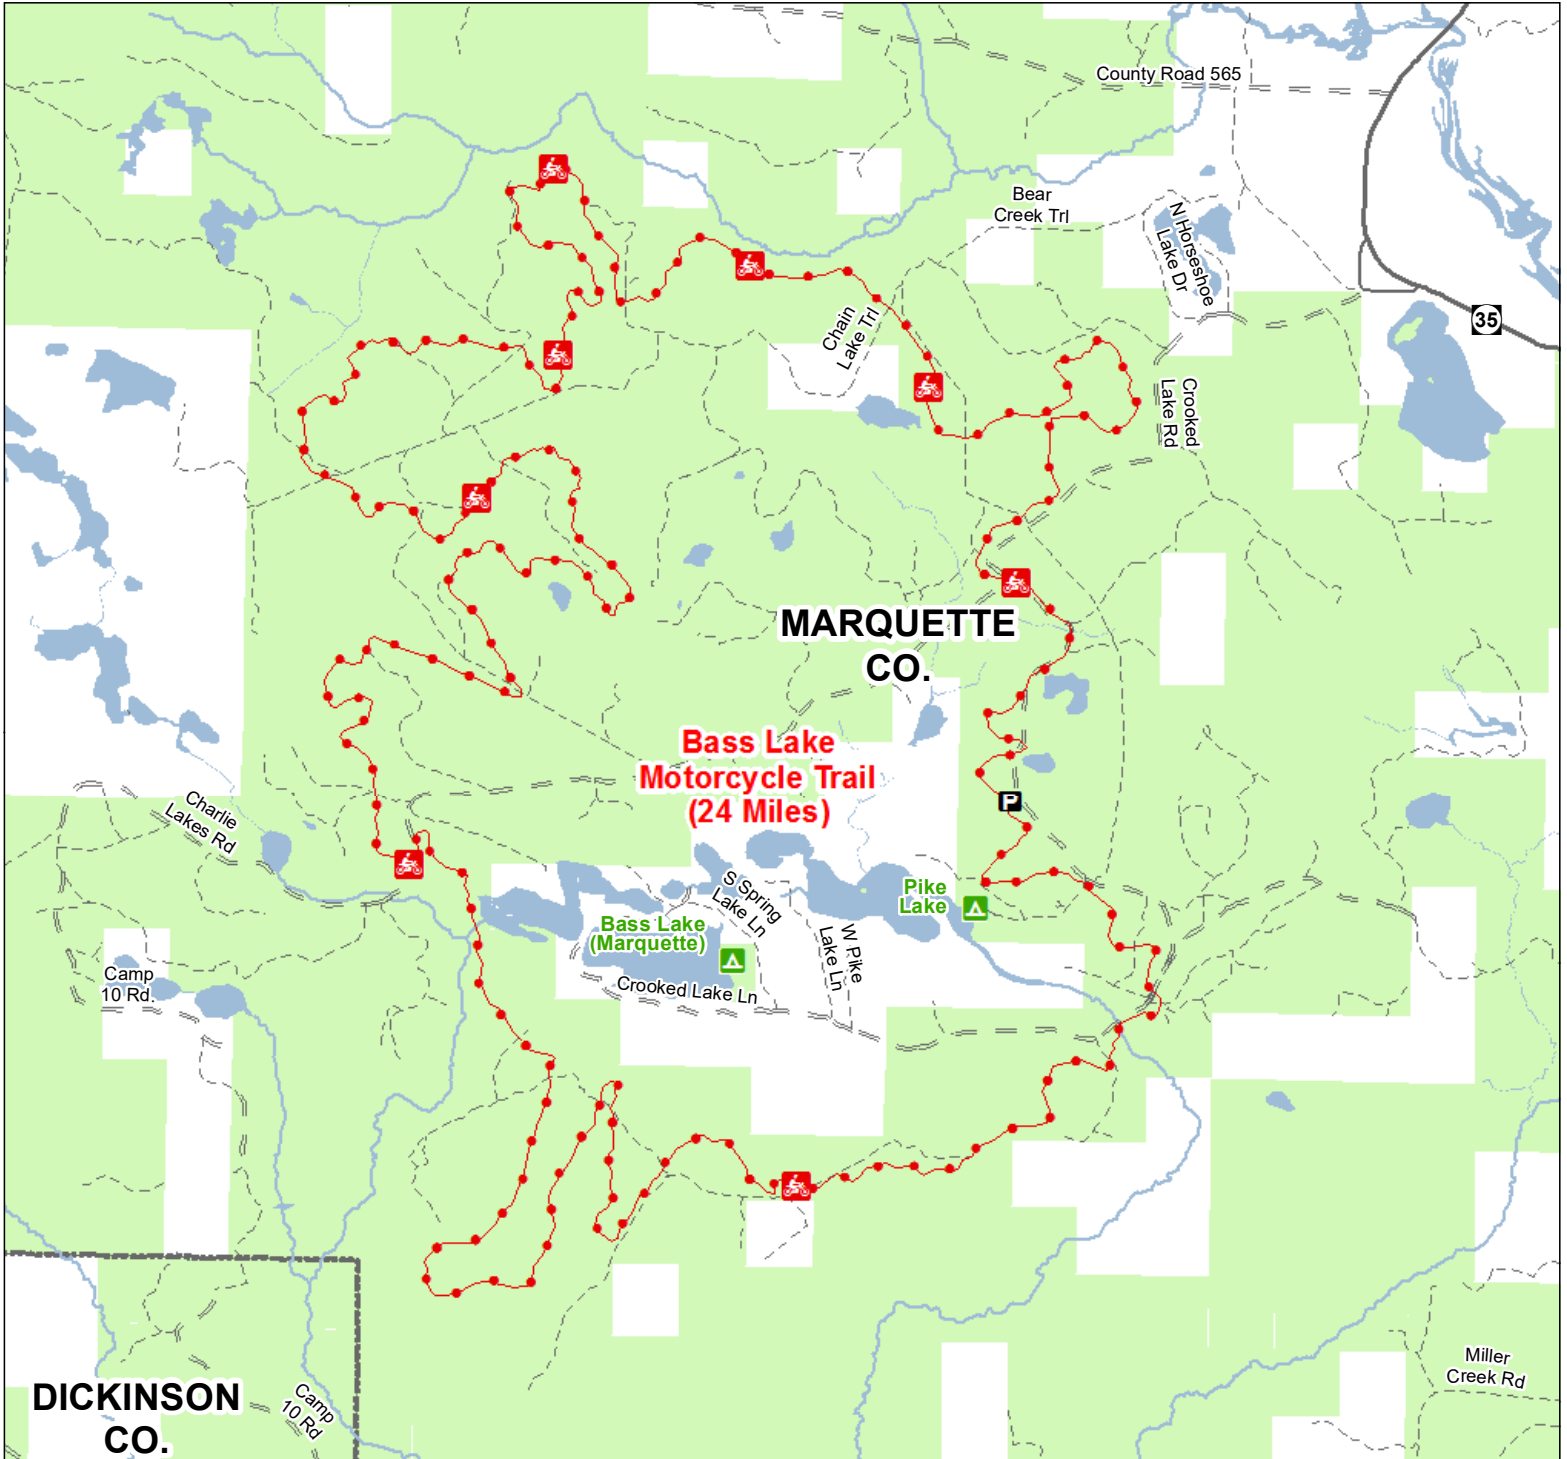 County Road 565
Bear
Creek Trl
N Horseshoe
Lake Dr
35
Chain
Lake Trl
Crooked
Lake Rd
MARQUETTE
CO.
Bass Lake
Motorcycle Trail
(24 Miles)
P
Charlie
Lakes Rd
S Spring
Lake Ln
Pike
Lake
Bass Lake
(Marquette)
W Pike
Lake Ln
Crooked Lake Ln
Camp
10 Rd
Miller
Creek Rd
DICKINSON
CO.
Camp
10 Rd